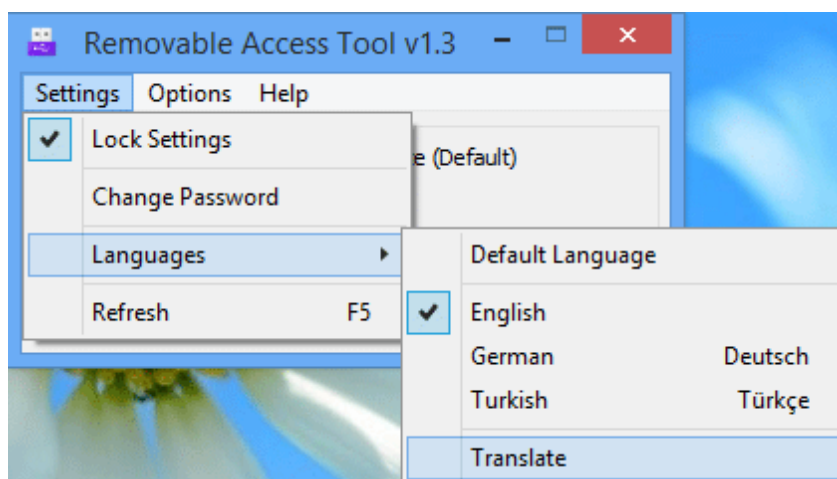 Removable Access Tool v1.3
Settings Options Help
Lock Settings
e (Default)
Change Password
Languages
Default Language
Refresh F5
English
German Deutsch
Turkish Türkçe
Translate